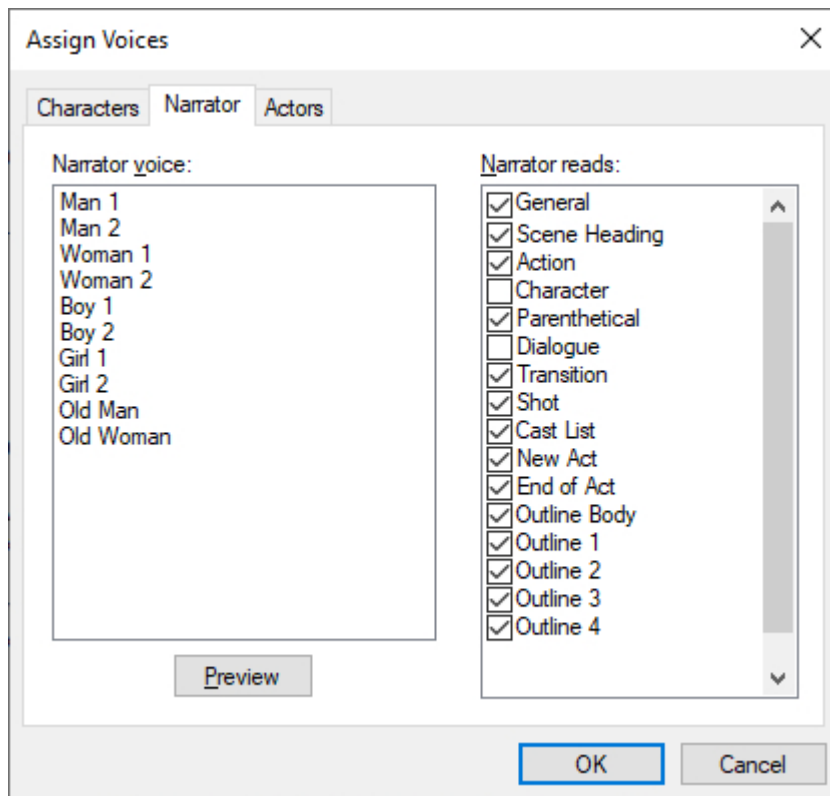 Assign Voices
Characters Narrator Actors
Narrator voice:
Man 1
Man 2
Woman 1
Woman 2
Boy 1
Boy 2
Girl 1
Girl 2
Old Man
Old Woman
Preview
Narrator reads:
General
Scene Heading
Action
Character
Parenthetical
Dialogue
Transition
Shot
Cast List
New Act
End of Act
Outline Body
Outline 1
Outline 2
Outline 3
Outline 4
OK Cancel